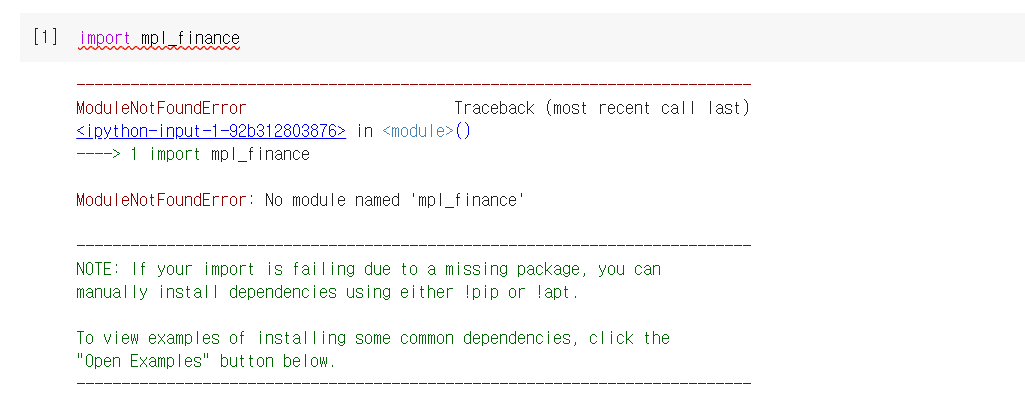 [1] import mpl_finance
---------------------------------------------------------------------------
ModuleNotFoundError                       Traceback (most recent call last)
<ipython-input-1-92b312803876> in <module>()
----> 1 import mpl_finance
ModuleNotFoundError: No module named 'mpl_finance'
---------------------------------------------------------------------------
NOTE: If your import is failing due to a missing package, you can
manually install dependencies using either !pip or !apt.
To view examples of installing some common dependencies, click the
"Open Examples" button below.
---------------------------------------------------------------------------